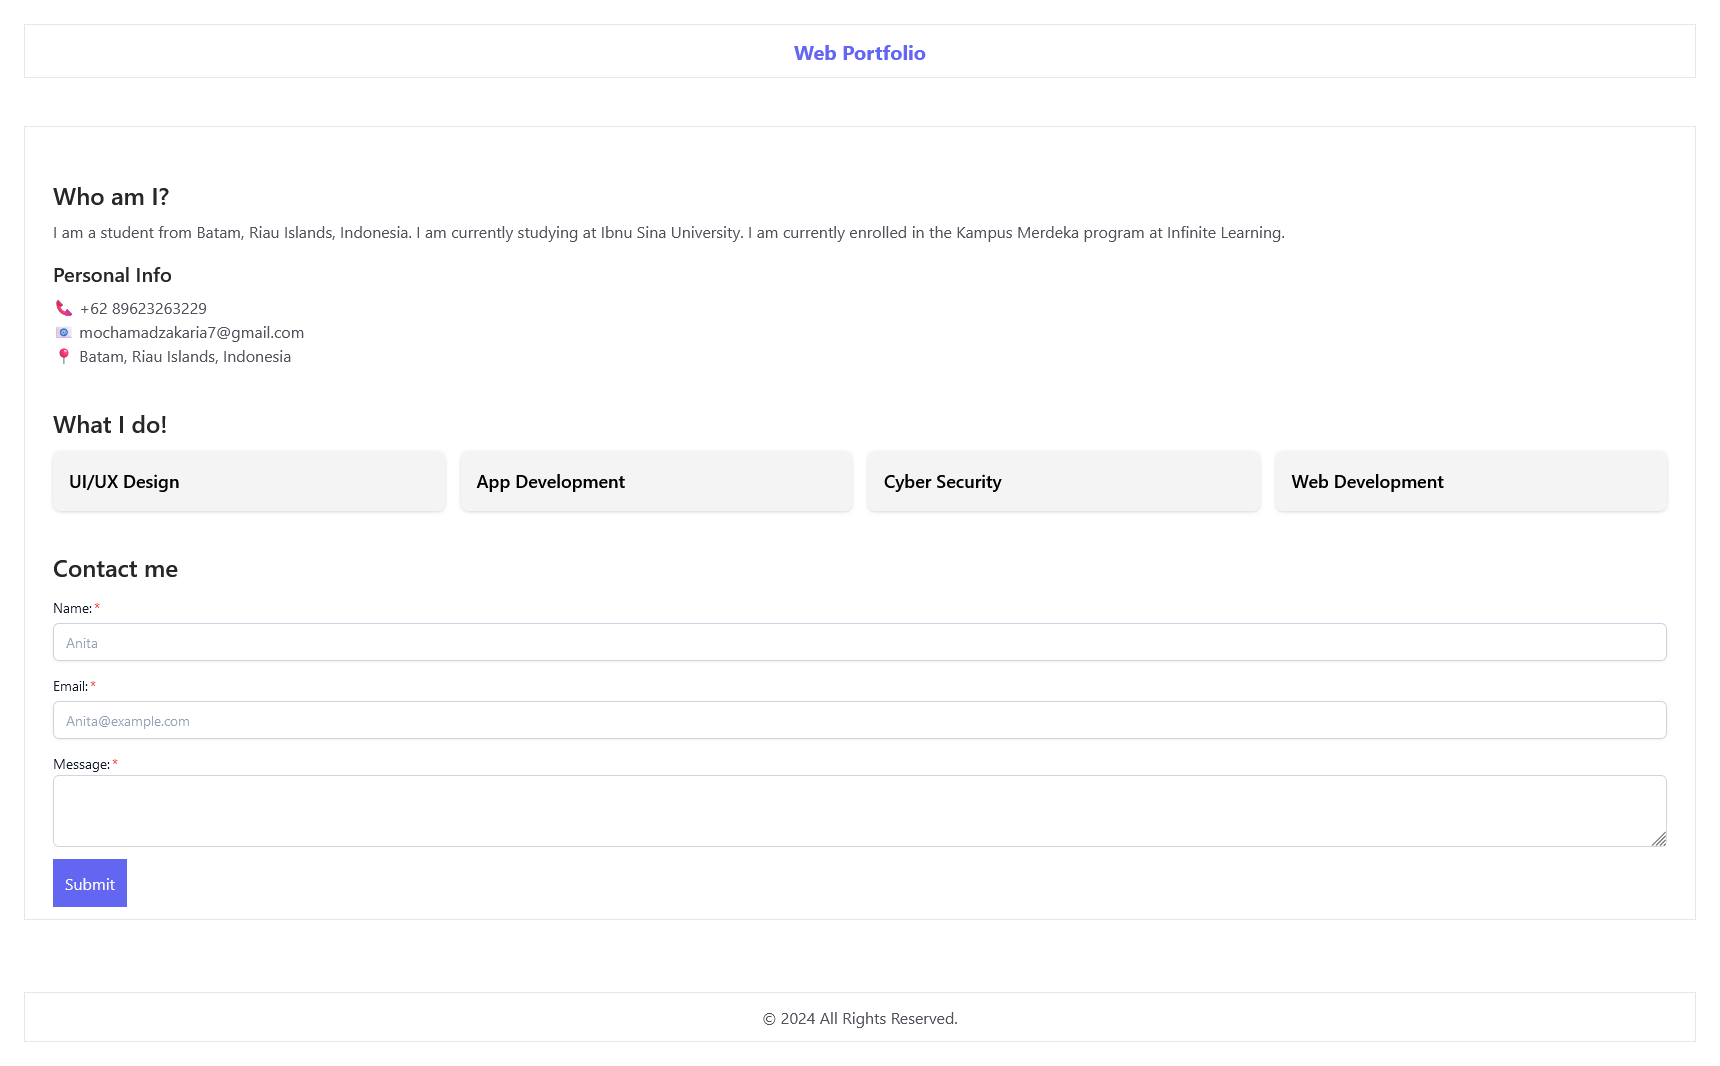 Web Portfolio
Who am I?
I am a student from Batam, Riau Islands, Indonesia. I am currently studying at Ibnu Sina University. I am currently enrolled in the Kampus Merdeka program at Infinite Learning.
Personal Info
+62 89623263229
mochamadzakaria7@gmail.com
Batam, Riau Islands, Indonesia
What I do!
UI/UX Design
App Development
Cyber Security
Web Development
Contact me
Name:*
Anita
Email:*
Anita@example.com
Message:*
Submit
© 2024 All Rights Reserved.